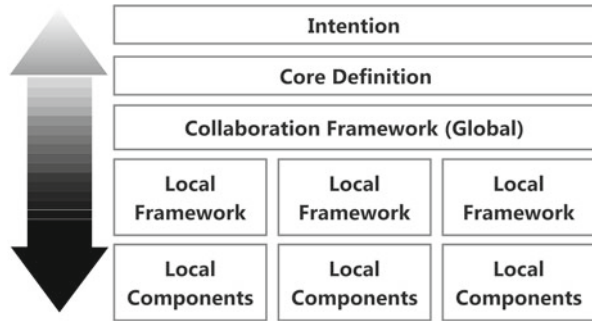 Intention
Core Definition
Collaboration Framework (Global)
Local Local Local
Framework Framework Framework
Local Local Local
Components Components Components